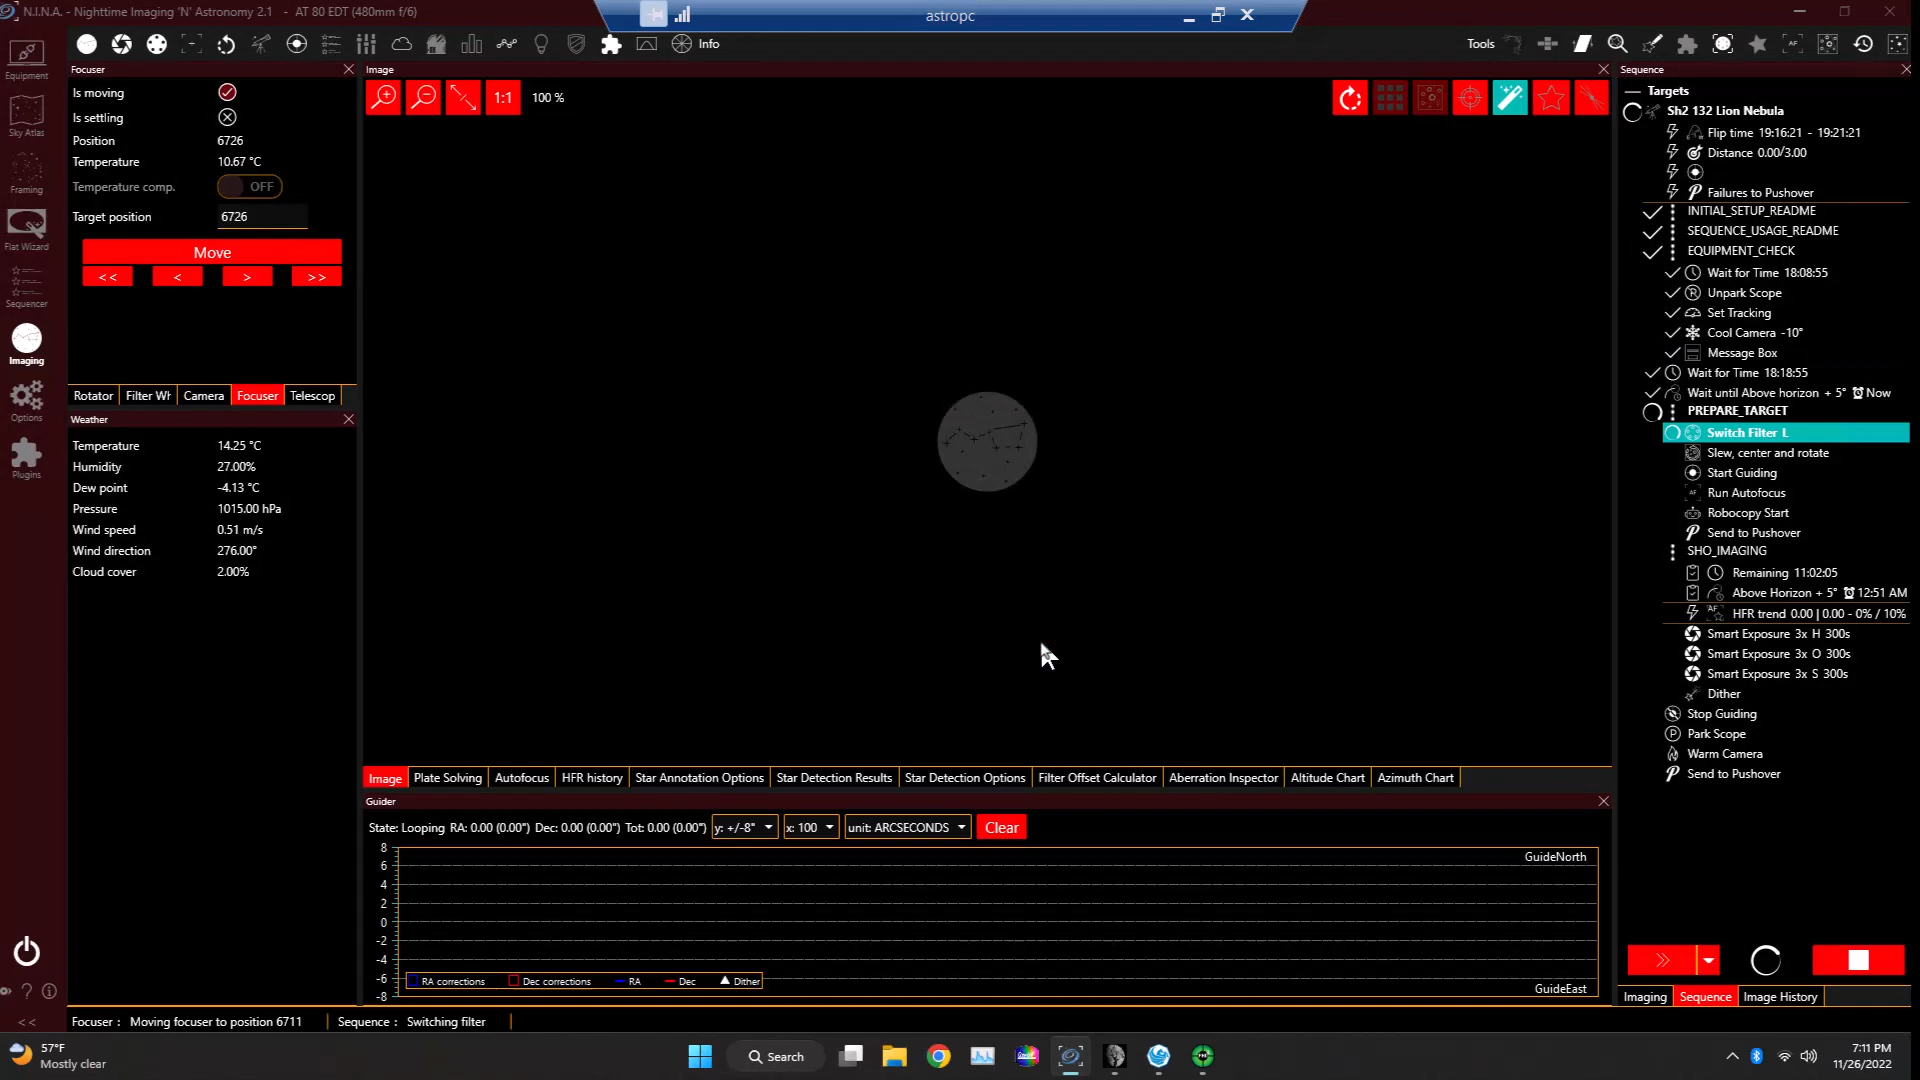 N.I.N.A. - Nighttime Imaging 'N' Astronomy 2.1 - AT 80 EDT (480mm f/6)
astropc
Info
Tools
Equipment
Sky Atlas
Framing
Flat Wizard
Sequencer
Imaging
Options
Plugins
Focuser
Is moving
Is settling
Position 6726
Temperature 10.67 °C
Temperature comp. OFF
Target position 6726
Move
<< < > >>
Rotator Filter Wh Camera Focuser Telescop
Weather
Temperature 14.25 °C
Humidity 27.00%
Dew point -4.13 °C
Pressure 1015.00 hPa
Wind speed 0.51 m/s
Wind direction 276.00°
Cloud cover 2.00%
Image
1:1 100 %
Image Plate Solving Autofocus HFR history Star Annotation Options Star Detection Results Star Detection Options Filter Offset Calculator Aberration Inspector Altitude Chart Azimuth Chart
Guider
State: Looping RA: 0.00 (0.00") Dec: 0.00 (0.00") Tot: 0.00 (0.00") y: +/-8" x: 100 unit: ARCSECONDS Clear
8
6
4
2
0
-2
-4
-6
-8
GuideNorth
GuideEast
RA corrections Dec corrections RA Dec Dither
Sequence
Targets
Sh2 132 Lion Nebula
Flip time 19:16:21 - 19:21:21
Distance 0.00/3.00
Failures to Pushover
INITIAL_SETUP_README
SEQUENCE_USAGE_README
EQUIPMENT_CHECK
Wait for Time 18:08:55
Unpark Scope
Set Tracking
Cool Camera -10°
Message Box
Wait for Time 18:18:55
Wait until Above horizon + 5° Now
PREPARE_TARGET
Switch Filter L
Slew, center and rotate
Start Guiding
AF Run Autofocus
Robocopy Start
Send to Pushover
SHO_IMAGING
Remaining 11:02:05
Above Horizon + 5° 12:51 AM
AF HFR trend 0.00 | 0.00 - 0% / 10%
Smart Exposure 3x H 300s
Smart Exposure 3x O 300s
Smart Exposure 3x S 300s
Dither
Stop Guiding
Park Scope
Warm Camera
Send to Pushover
Imaging Sequence Image History
<< Focuser : Moving focuser to position 6711 Sequence : Switching filter
57°F
Mostly clear
Search
7:11 PM
11/26/2022